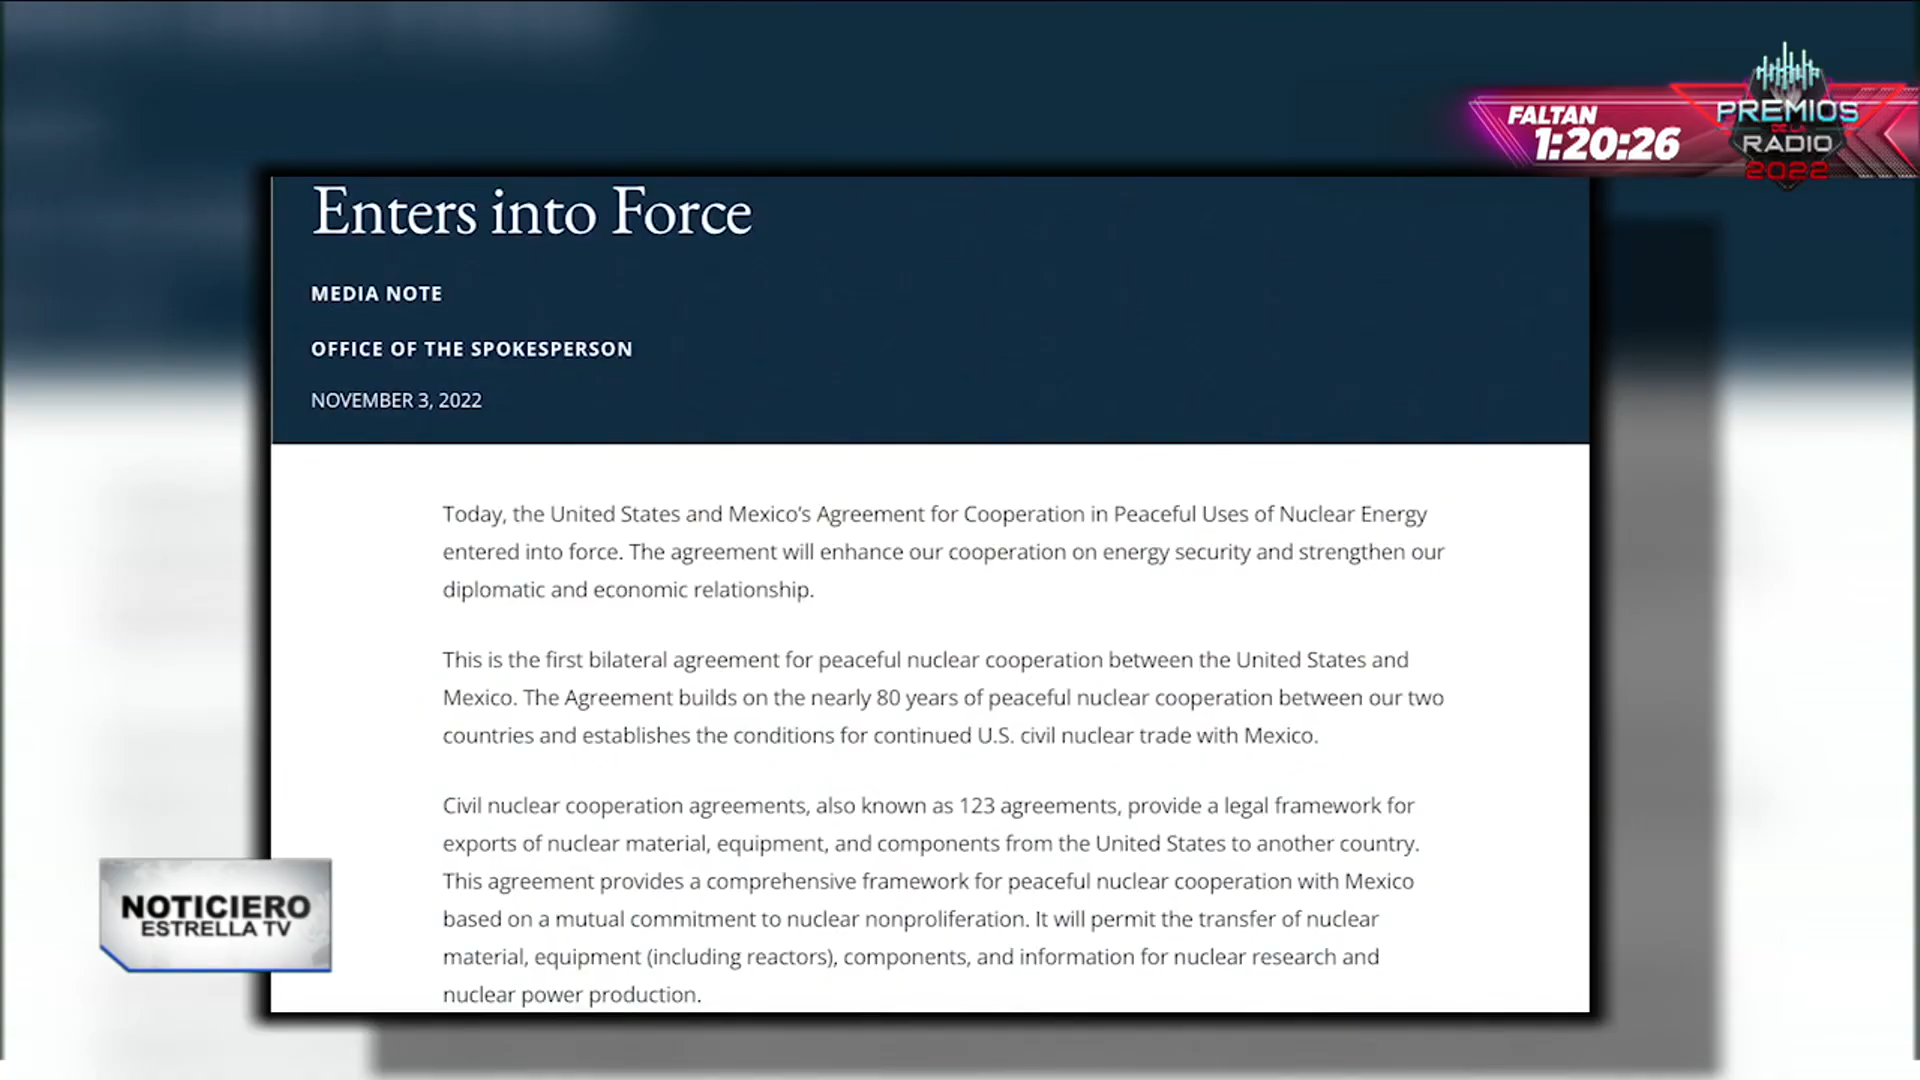 FALTAN
1:20:26
PREMIOS
DE LA
RADIO
2022
Enters into Force
MEDIA NOTE
OFFICE OF THE SPOKESPERSON
NOVEMBER 3, 2022
Today, the United States and Mexico’s Agreement for Cooperation in Peaceful Uses of Nuclear Energy
entered into force. The agreement will enhance our cooperation on energy security and strengthen our
diplomatic and economic relationship.
This is the first bilateral agreement for peaceful nuclear cooperation between the United States and
Mexico. The Agreement builds on the nearly 80 years of peaceful nuclear cooperation between our two
countries and establishes the conditions for continued U.S. civil nuclear trade with Mexico.
Civil nuclear cooperation agreements, also known as 123 agreements, provide a legal framework for
exports of nuclear material, equipment, and components from the United States to another country.
This agreement provides a comprehensive framework for peaceful nuclear cooperation with Mexico
based on a mutual commitment to nuclear nonproliferation. It will permit the transfer of nuclear
material, equipment (including reactors), components, and information for nuclear research and
nuclear power production.
NOTICIERO
ESTRELLA TV